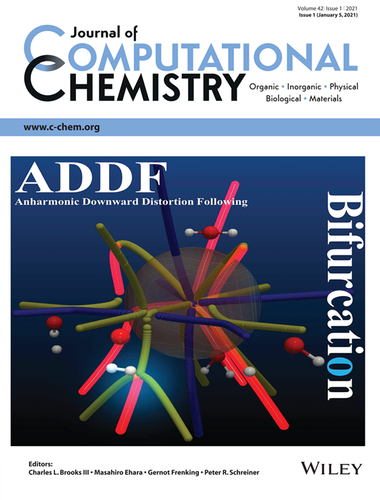 Volume 42 | Issue 1 | 2021
Issue 1 (January 5, 2021)
Journal of
COMPUTATIONAL
CHEMISTRY
Organic • Inorganic • Physical
Biological • Materials
www.c-chem.org
ADDF
Anharmonic Downward Distortion Following
Bifurcation
Editors:
Charles L. Brooks III • Masahiro Ehara • Gernot Frenking • Peter R. Schreiner
WILEY